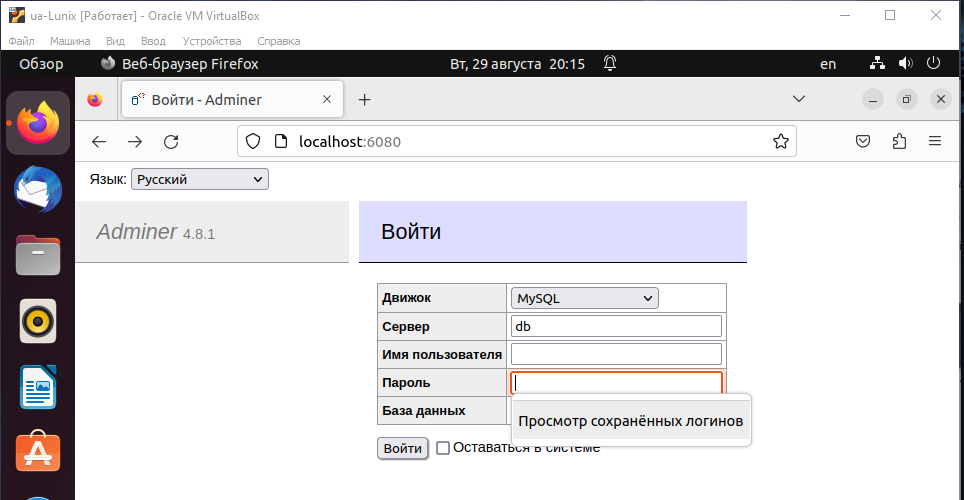 ua-Lunix [Работает] - Oracle VM VirtualBox
Файл Машина Вид Ввод Устройства Справка
Обзор Веб-браузер Firefox Вт, 29 августа 20:15 en
Войти - Adminer
localhost:6080
Язык: Русский
Adminer 4.8.1
Войти
Движок MySQL
Сервер db
Имя пользователя
Пароль
База данных
Просмотр сохранённых логинов
Войти Оставаться в системе